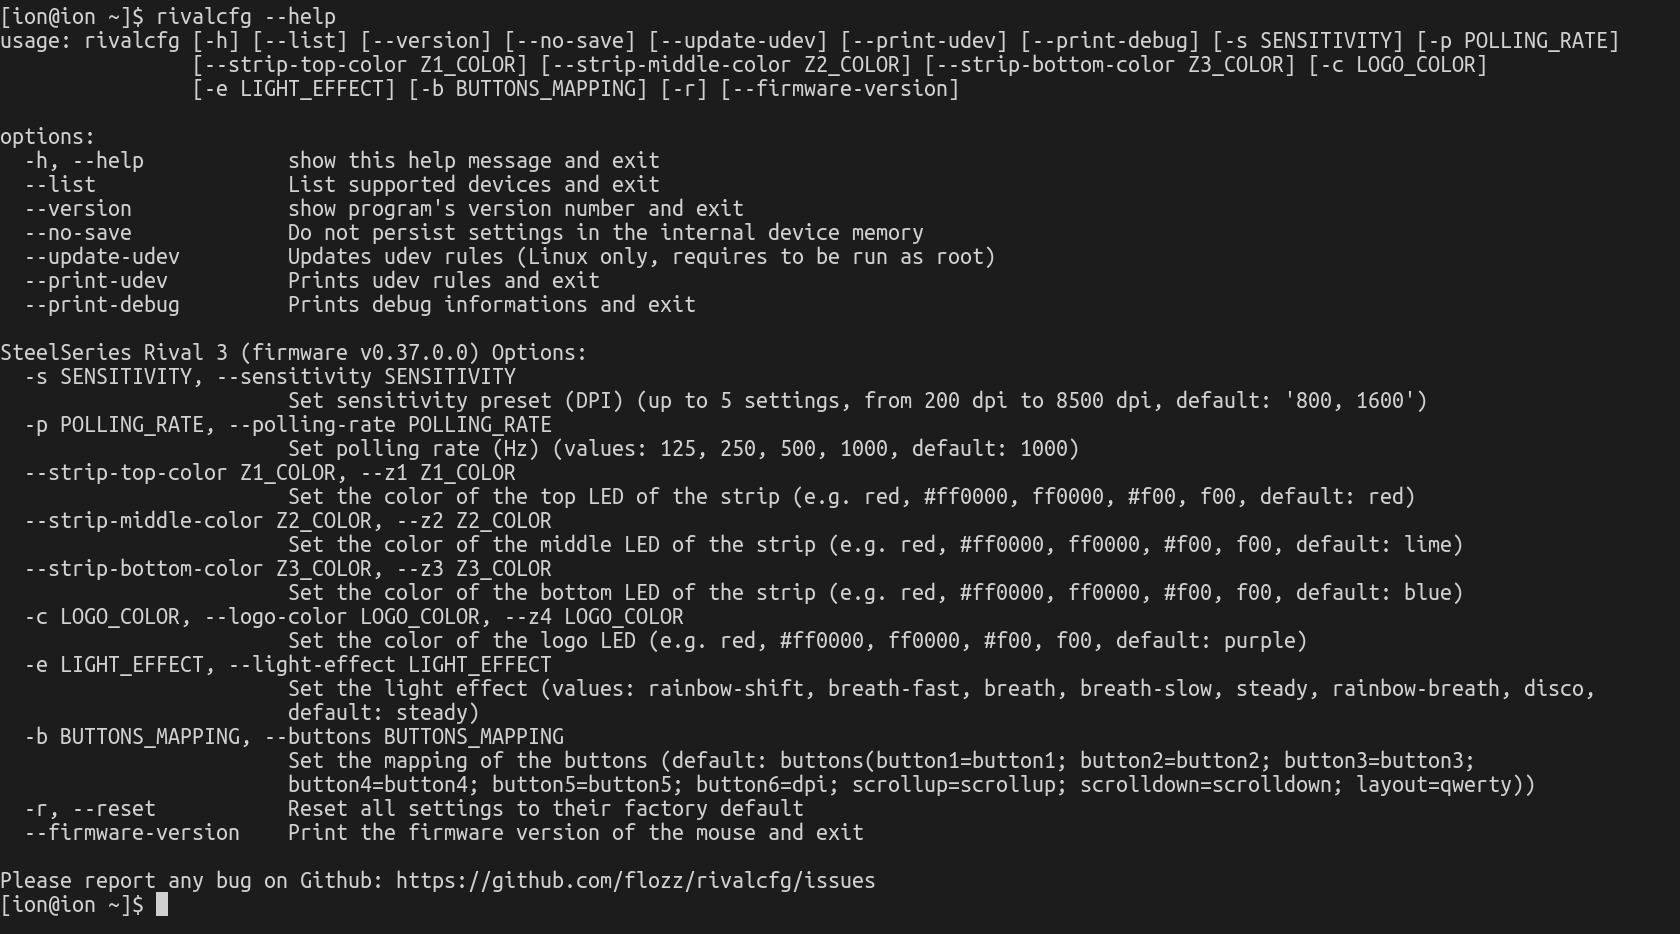 [ion@ion ~]$ rivalcfg --help
usage: rivalcfg [-h] [--list] [--version] [--no-save] [--update-udev] [--print-udev] [--print-debug] [-s SENSITIVITY] [-p POLLING_RATE]
                [--strip-top-color Z1_COLOR] [--strip-middle-color Z2_COLOR] [--strip-bottom-color Z3_COLOR] [-c LOGO_COLOR]
                [-e LIGHT_EFFECT] [-b BUTTONS_MAPPING] [-r] [--firmware-version]

options:
  -h, --help            show this help message and exit
  --list                List supported devices and exit
  --version             show program's version number and exit
  --no-save             Do not persist settings in the internal device memory
  --update-udev         Updates udev rules (Linux only, requires to be run as root)
  --print-udev          Prints udev rules and exit
  --print-debug         Prints debug informations and exit

SteelSeries Rival 3 (firmware v0.37.0.0) Options:
  -s SENSITIVITY, --sensitivity SENSITIVITY
                        Set sensitivity preset (DPI) (up to 5 settings, from 200 dpi to 8500 dpi, default: '800, 1600')
  -p POLLING_RATE, --polling-rate POLLING_RATE
                        Set polling rate (Hz) (values: 125, 250, 500, 1000, default: 1000)
  --strip-top-color Z1_COLOR, --z1 Z1_COLOR
                        Set the color of the top LED of the strip (e.g. red, #ff0000, ff0000, #f00, f00, default: red)
  --strip-middle-color Z2_COLOR, --z2 Z2_COLOR
                        Set the color of the middle LED of the strip (e.g. red, #ff0000, ff0000, #f00, f00, default: lime)
  --strip-bottom-color Z3_COLOR, --z3 Z3_COLOR
                        Set the color of the bottom LED of the strip (e.g. red, #ff0000, ff0000, #f00, f00, default: blue)
  -c LOGO_COLOR, --logo-color LOGO_COLOR, --z4 LOGO_COLOR
                        Set the color of the logo LED (e.g. red, #ff0000, ff0000, #f00, f00, default: purple)
  -e LIGHT_EFFECT, --light-effect LIGHT_EFFECT
                        Set the light effect (values: rainbow-shift, breath-fast, breath, breath-slow, steady, rainbow-breath, disco,
                        default: steady)
  -b BUTTONS_MAPPING, --buttons BUTTONS_MAPPING
                        Set the mapping of the buttons (default: buttons(button1=button1; button2=button2; button3=button3;
                        button4=button4; button5=button5; button6=dpi; scrollup=scrollup; scrolldown=scrolldown; layout=qwerty))
  -r, --reset           Reset all settings to their factory default
  --firmware-version    Print the firmware version of the mouse and exit

Please report any bug on Github: https://github.com/flozz/rivalcfg/issues
[ion@ion ~]$